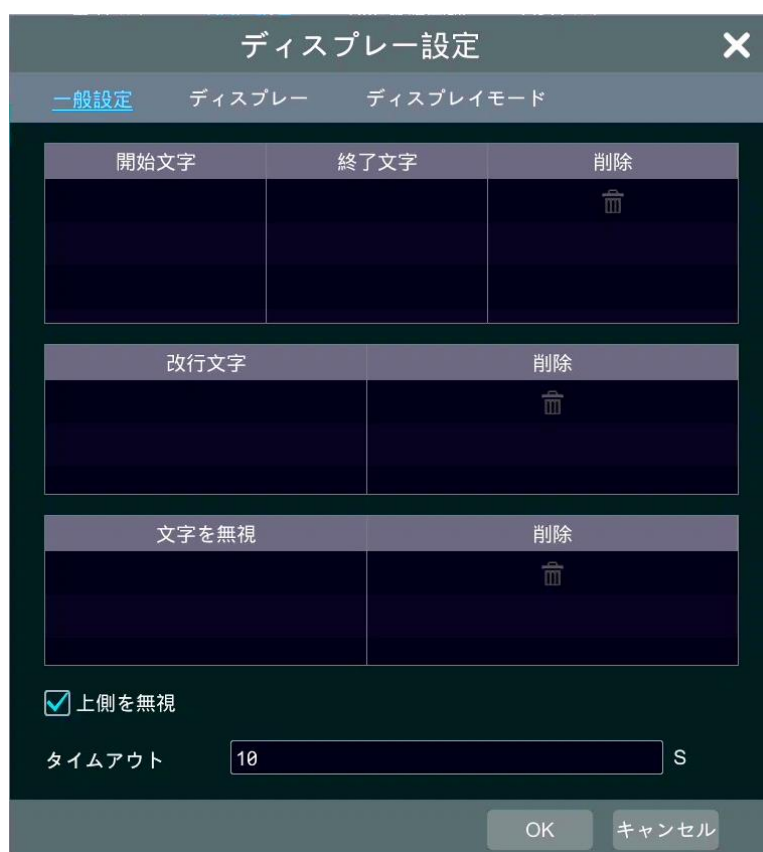 ディスプレー設定
一般設定 ディスプレー ディスプレイモード
開始文字 終了文字 削除
改行文字 削除
文字を無視 削除
上側を無視
タイムアウト 10 S
OK キャンセル